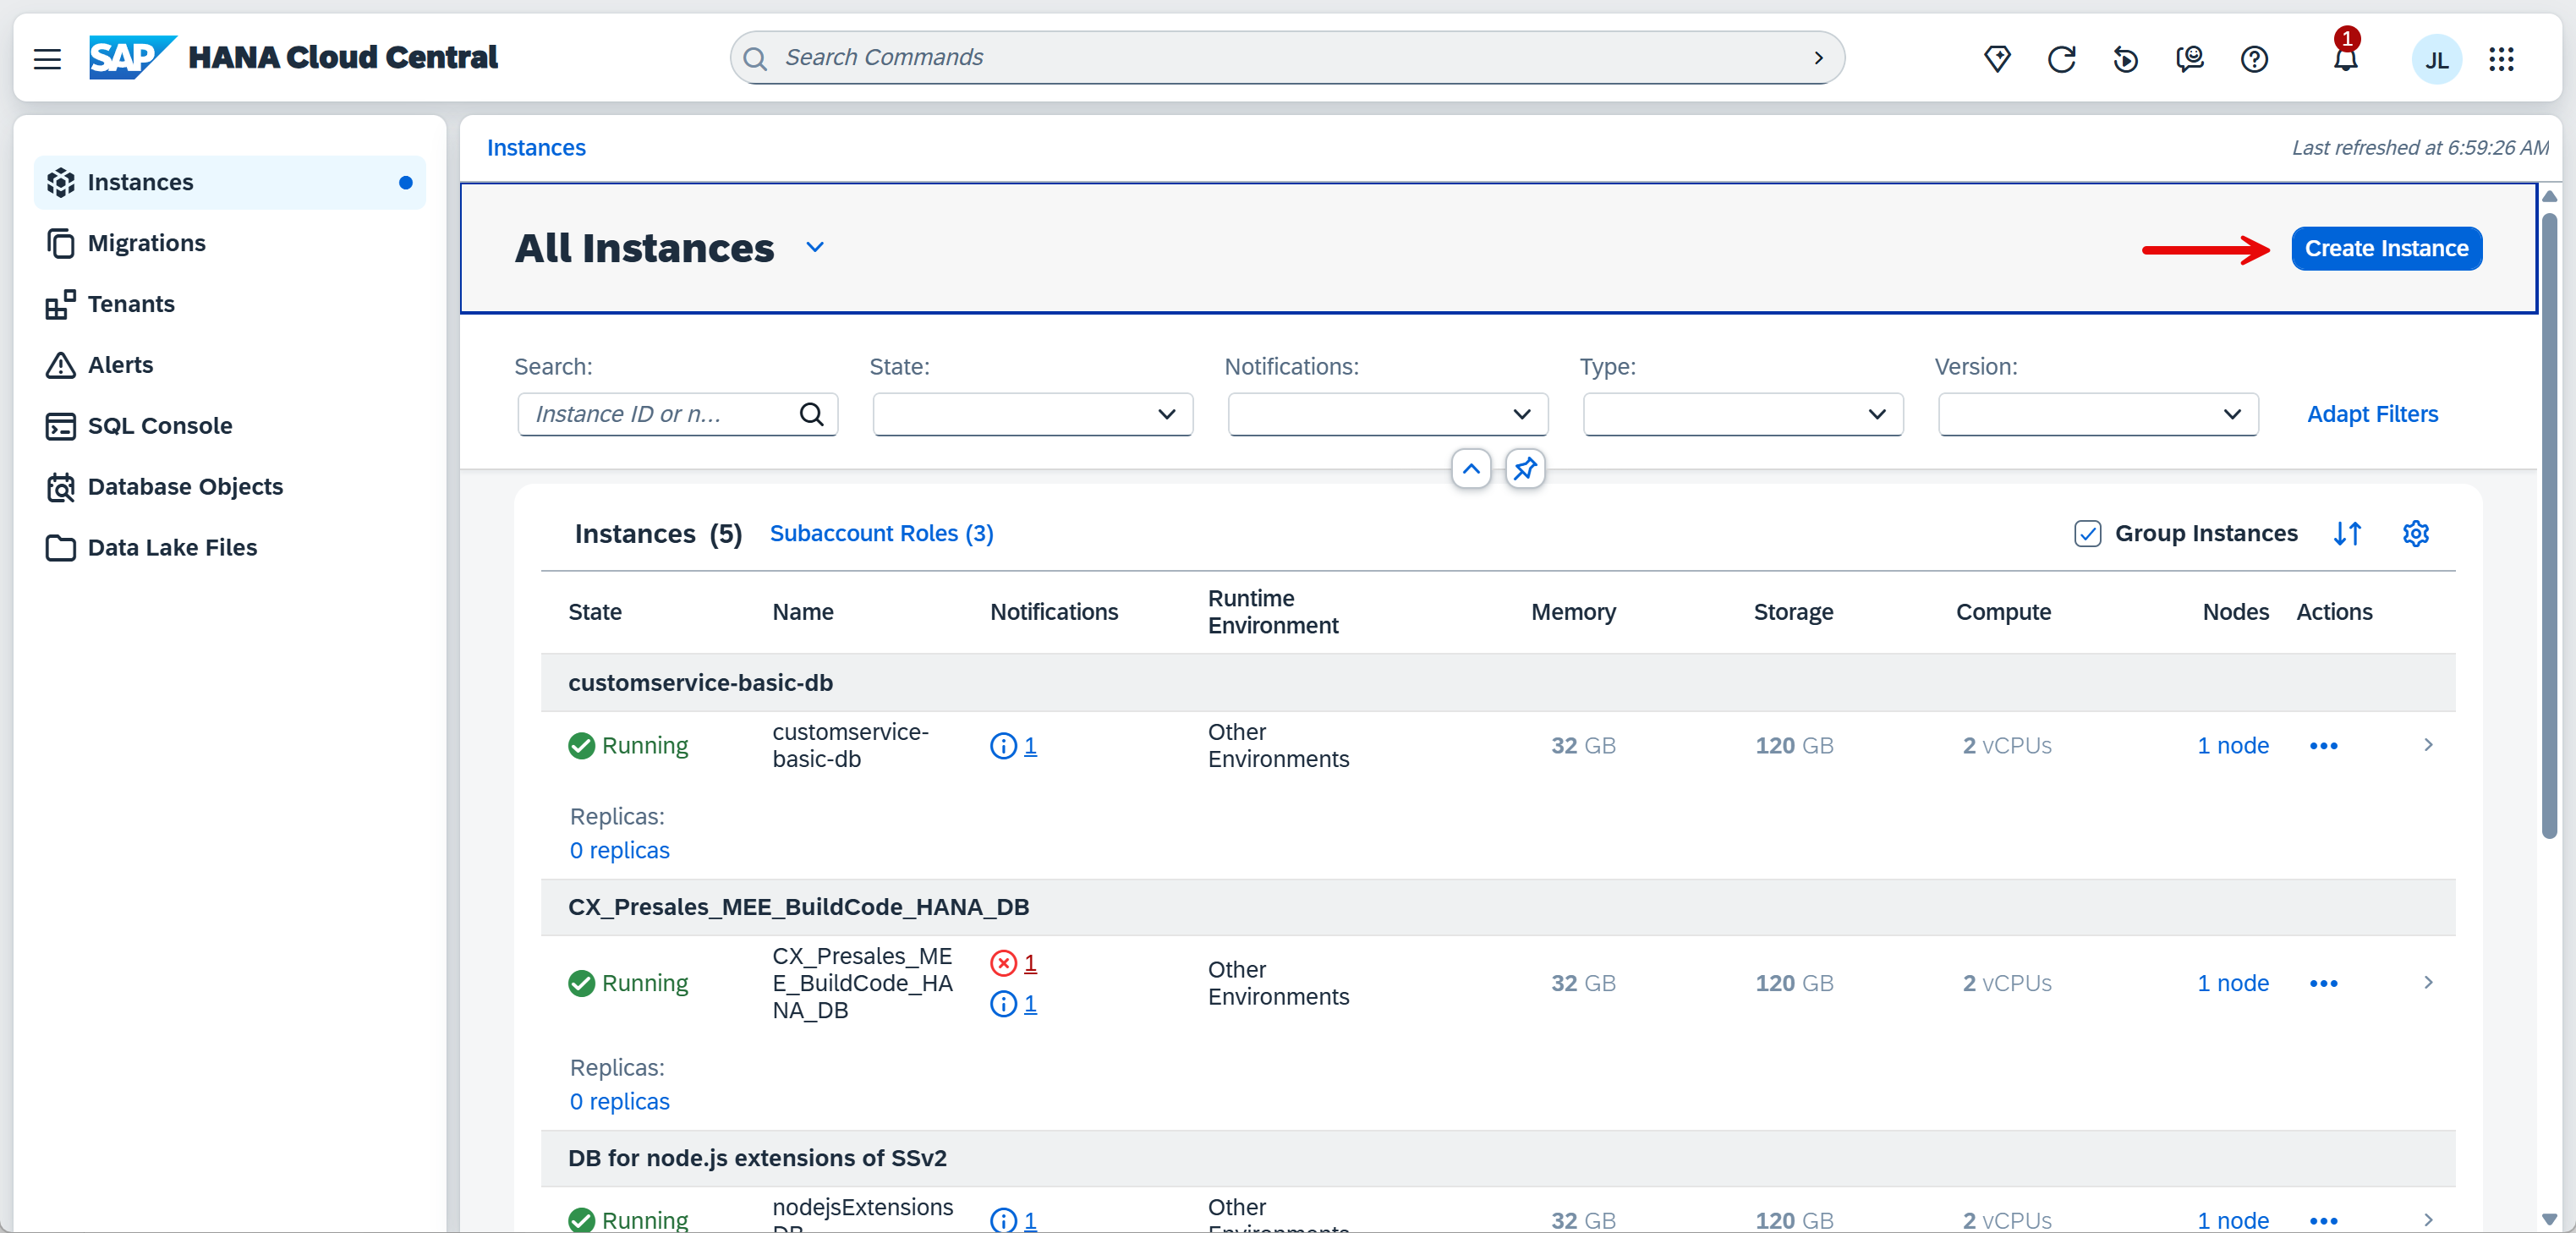 SAP HANA Cloud Central
Search Commands
1
JL
Instances
Migrations
Tenants
Alerts
SQL Console
Database Objects
Data Lake Files
Instances
Last refreshed at 6:59:26 AM
All Instances
Create Instance
Search: State: Notifications: Type: Version:
Instance ID or n...
Adapt Filters
Instances (5) Subaccount Roles (3)
Group Instances
State Name Notifications Runtime Environment Memory Storage Compute Nodes Actions
customservice-basic-db
Running customservice-basic-db 1 Other Environments 32 GB 120 GB 2 vCPUs 1 node
Replicas:
0 replicas
CX_Presales_MEE_BuildCode_HANA_DB
Running CX_Presales_MEE_BuildCode_HANA_DB 1 1 Other Environments 32 GB 120 GB 2 vCPUs 1 node
Replicas:
0 replicas
DB for node.js extensions of SSv2
Running nodejsExtensionsDB 1 Other Environments 32 GB 120 GB 2 vCPUs 1 node